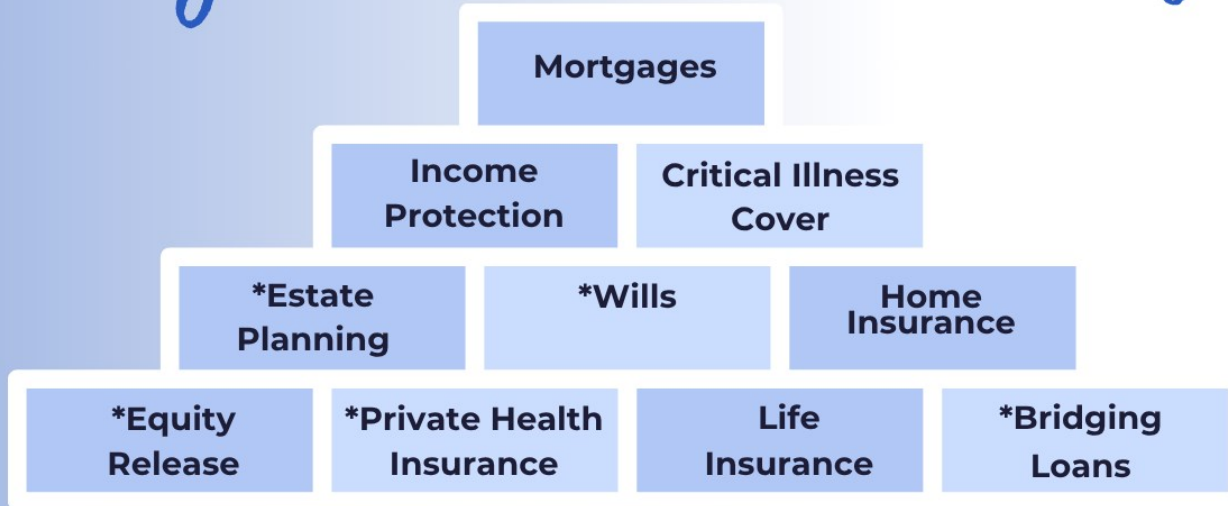 Mortgages
Income
Protection
Critical Illness
Cover
*Estate
Planning
*Wills
Home
Insurance
*Equity
Release
*Private Health
Insurance
Life
Insurance
*Bridging
Loans